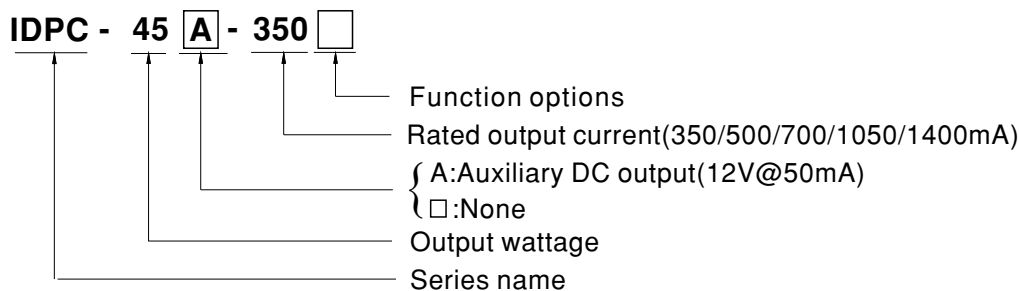 IDPC - 45 A - 350 □
Function options
Rated output current(350/500/700/1050/1400mA)
A:Auxiliary DC output(12V@50mA)
□:None
Output wattage
Series name